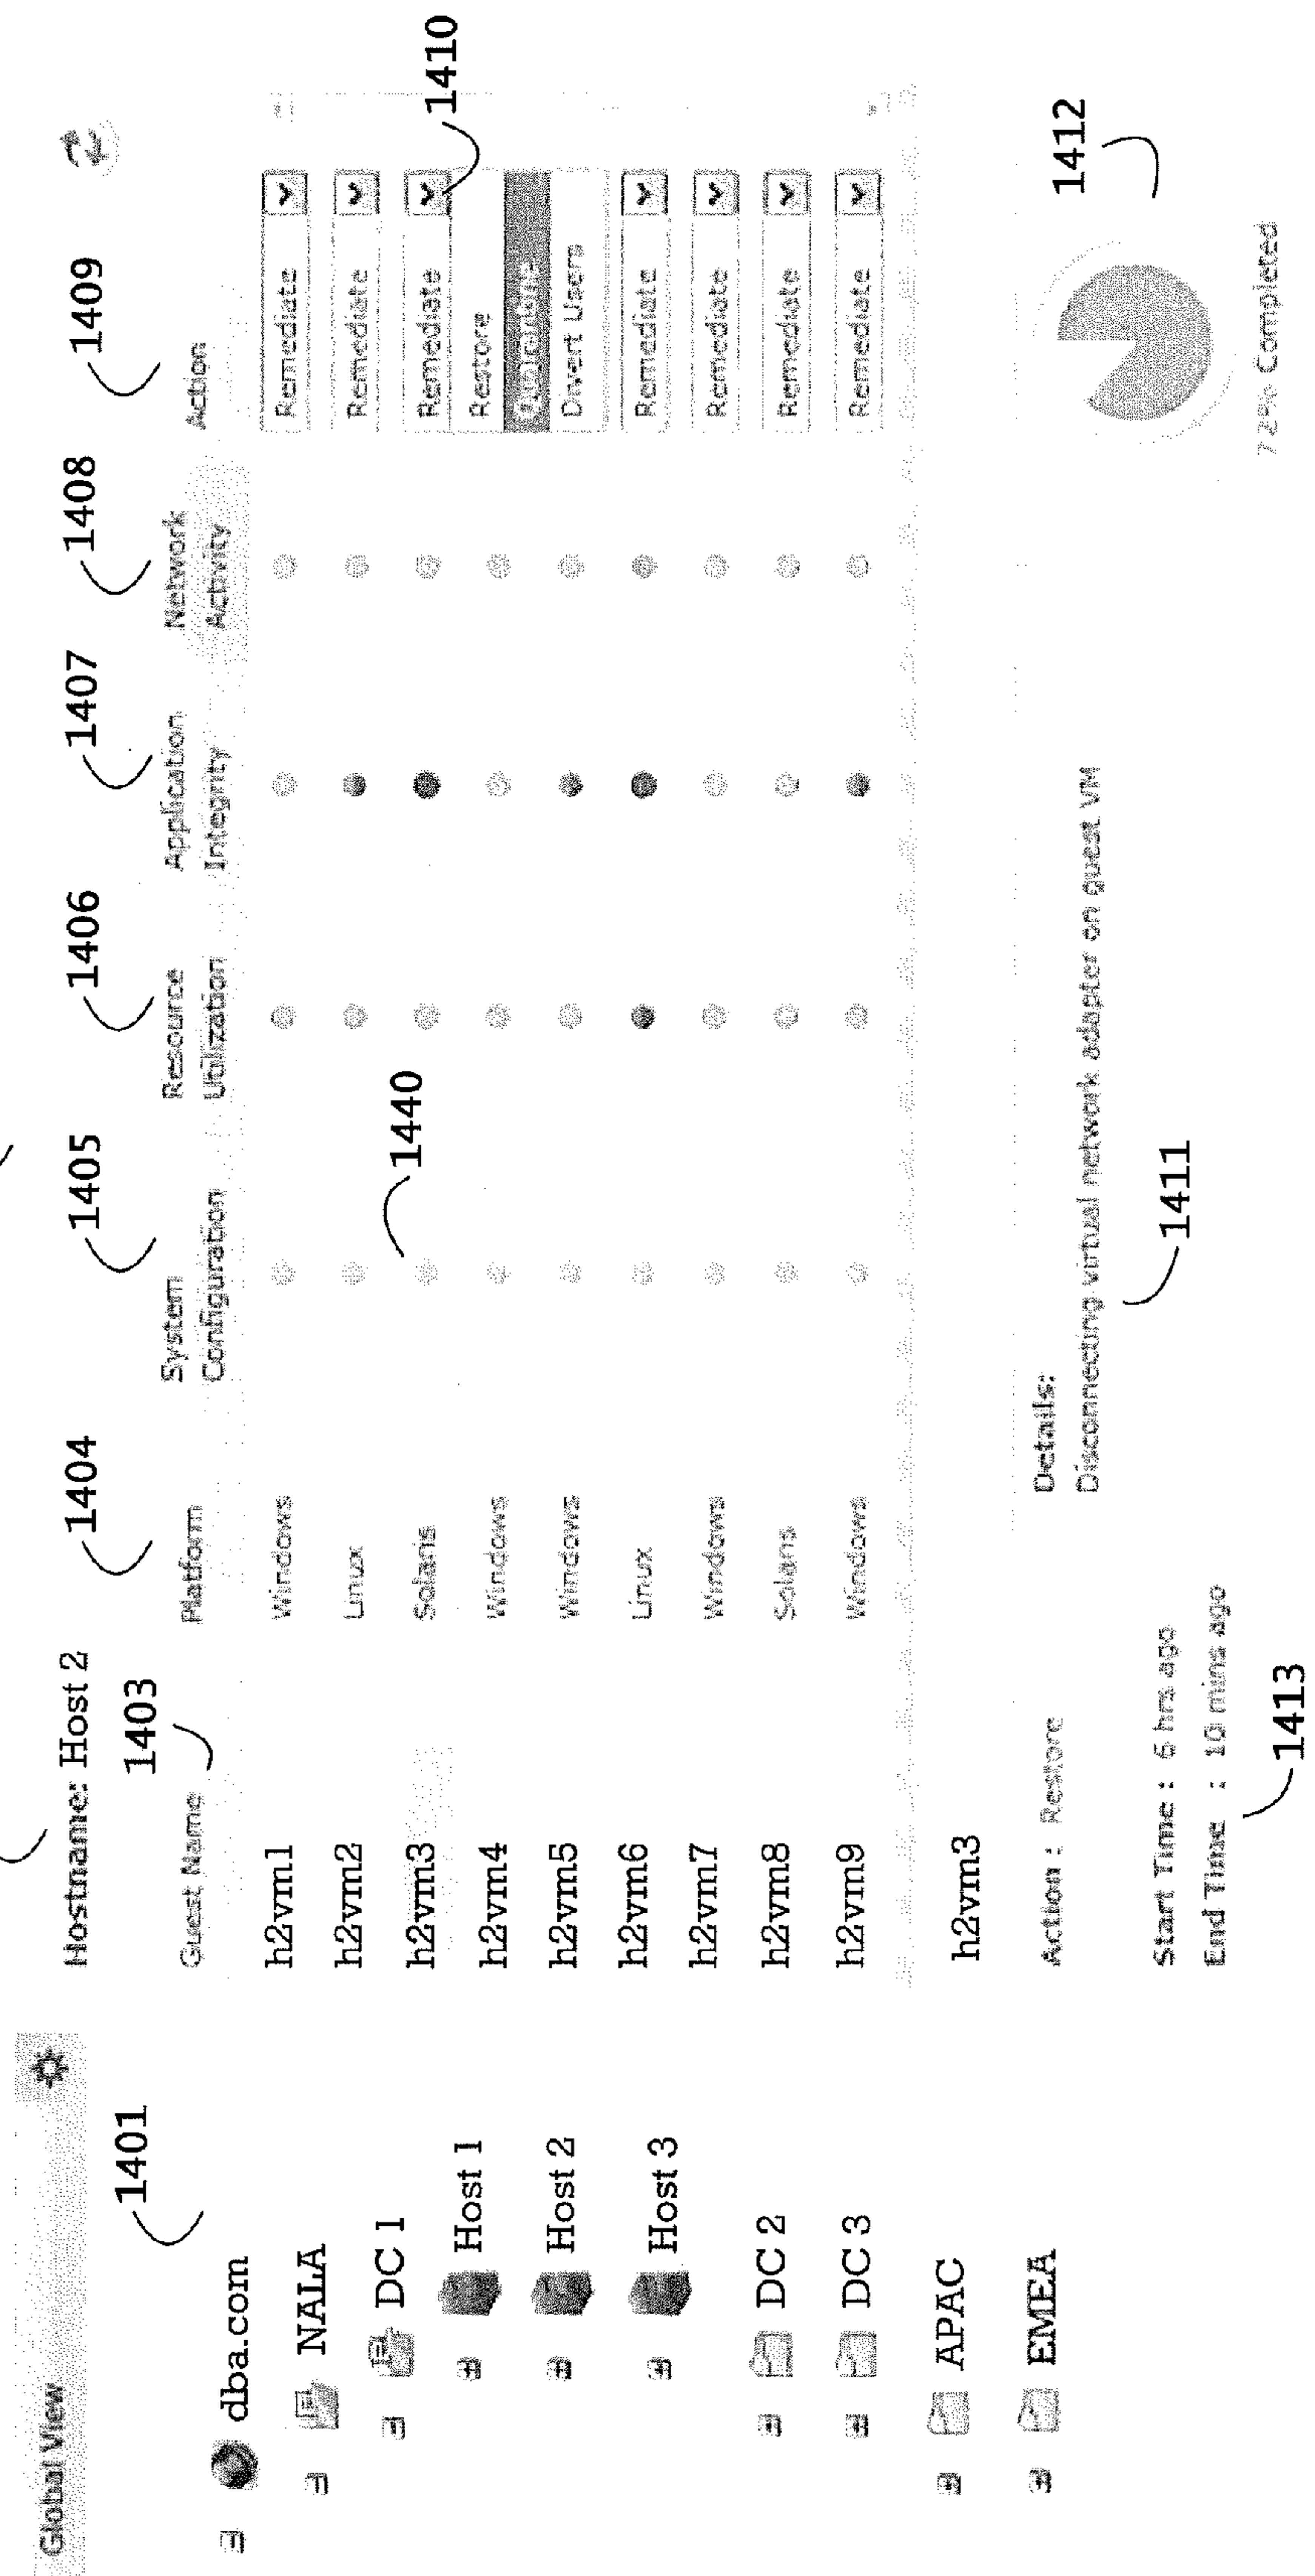 Global View
1401
dba.com
NALA
DC 1
Host 1
Host 2
Host 3
DC 2
DC 3
APAC
EMEA
Hostname: Host 2
1403
1404
1405
1406
1407
1408
1409
Guest Name
Platform
System
Configuration
Resource
Utilization
Application
Integrity
Network
Activity
Action
h2vm1 Windows Remediate
h2vm2 Linux Remediate
h2vm3 Solaris Remediate
1440
1410
h2vm4 Windows Restore
Quarantine
h2vm5 Windows Divert Users
h2vm6 Linux Remediate
h2vm7 Windows Remediate
h2vm8 Solaris Remediate
h2vm9 Windows Remediate
h2vm3
Action : Restore
Details:
Disconnecting virtual network adapter on guest VM
1411
1412
Start Time : 6 hrs ago
End Time : 10 mins ago
1413
72% Completed